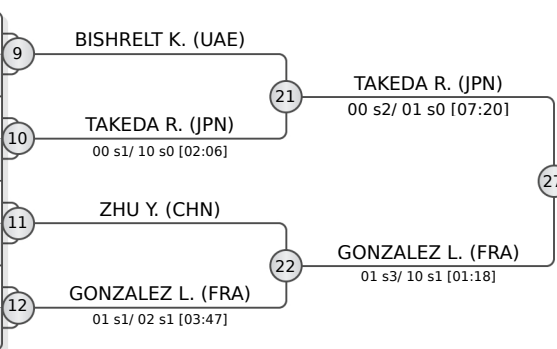 9
BISHRELT K. (UAE)
21
TAKEDA R. (JPN)
00 s2/ 01 s0 [07:20]
10
TAKEDA R. (JPN)
00 s1/ 10 s0 [02:06]
27
11
ZHU Y. (CHN)
22
GONZALEZ L. (FRA)
01 s3/ 10 s1 [01:18]
12
GONZALEZ L. (FRA)
01 s1/ 02 s1 [03:47]